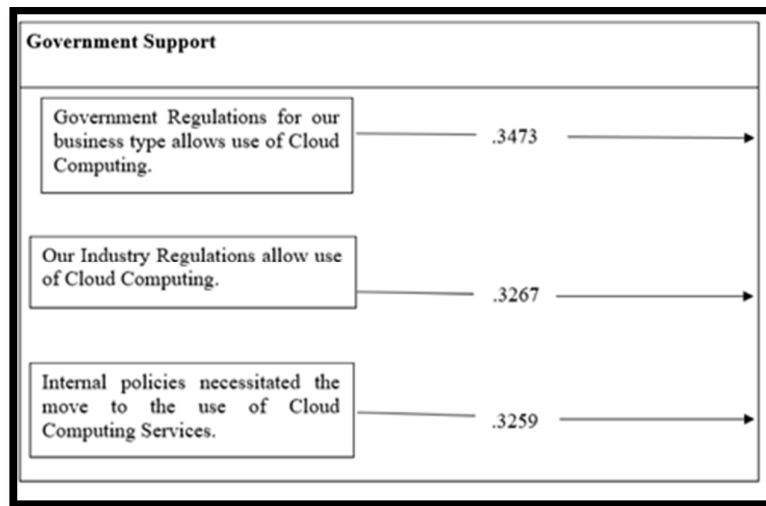 Government Support
Government Regulations for our
business type allows use of Cloud
Computing.
.3473
Our Industry Regulations allow use
of Cloud Computing.
.3267
Internal policies necessitated the
move to the use of Cloud
Computing Services.
.3259